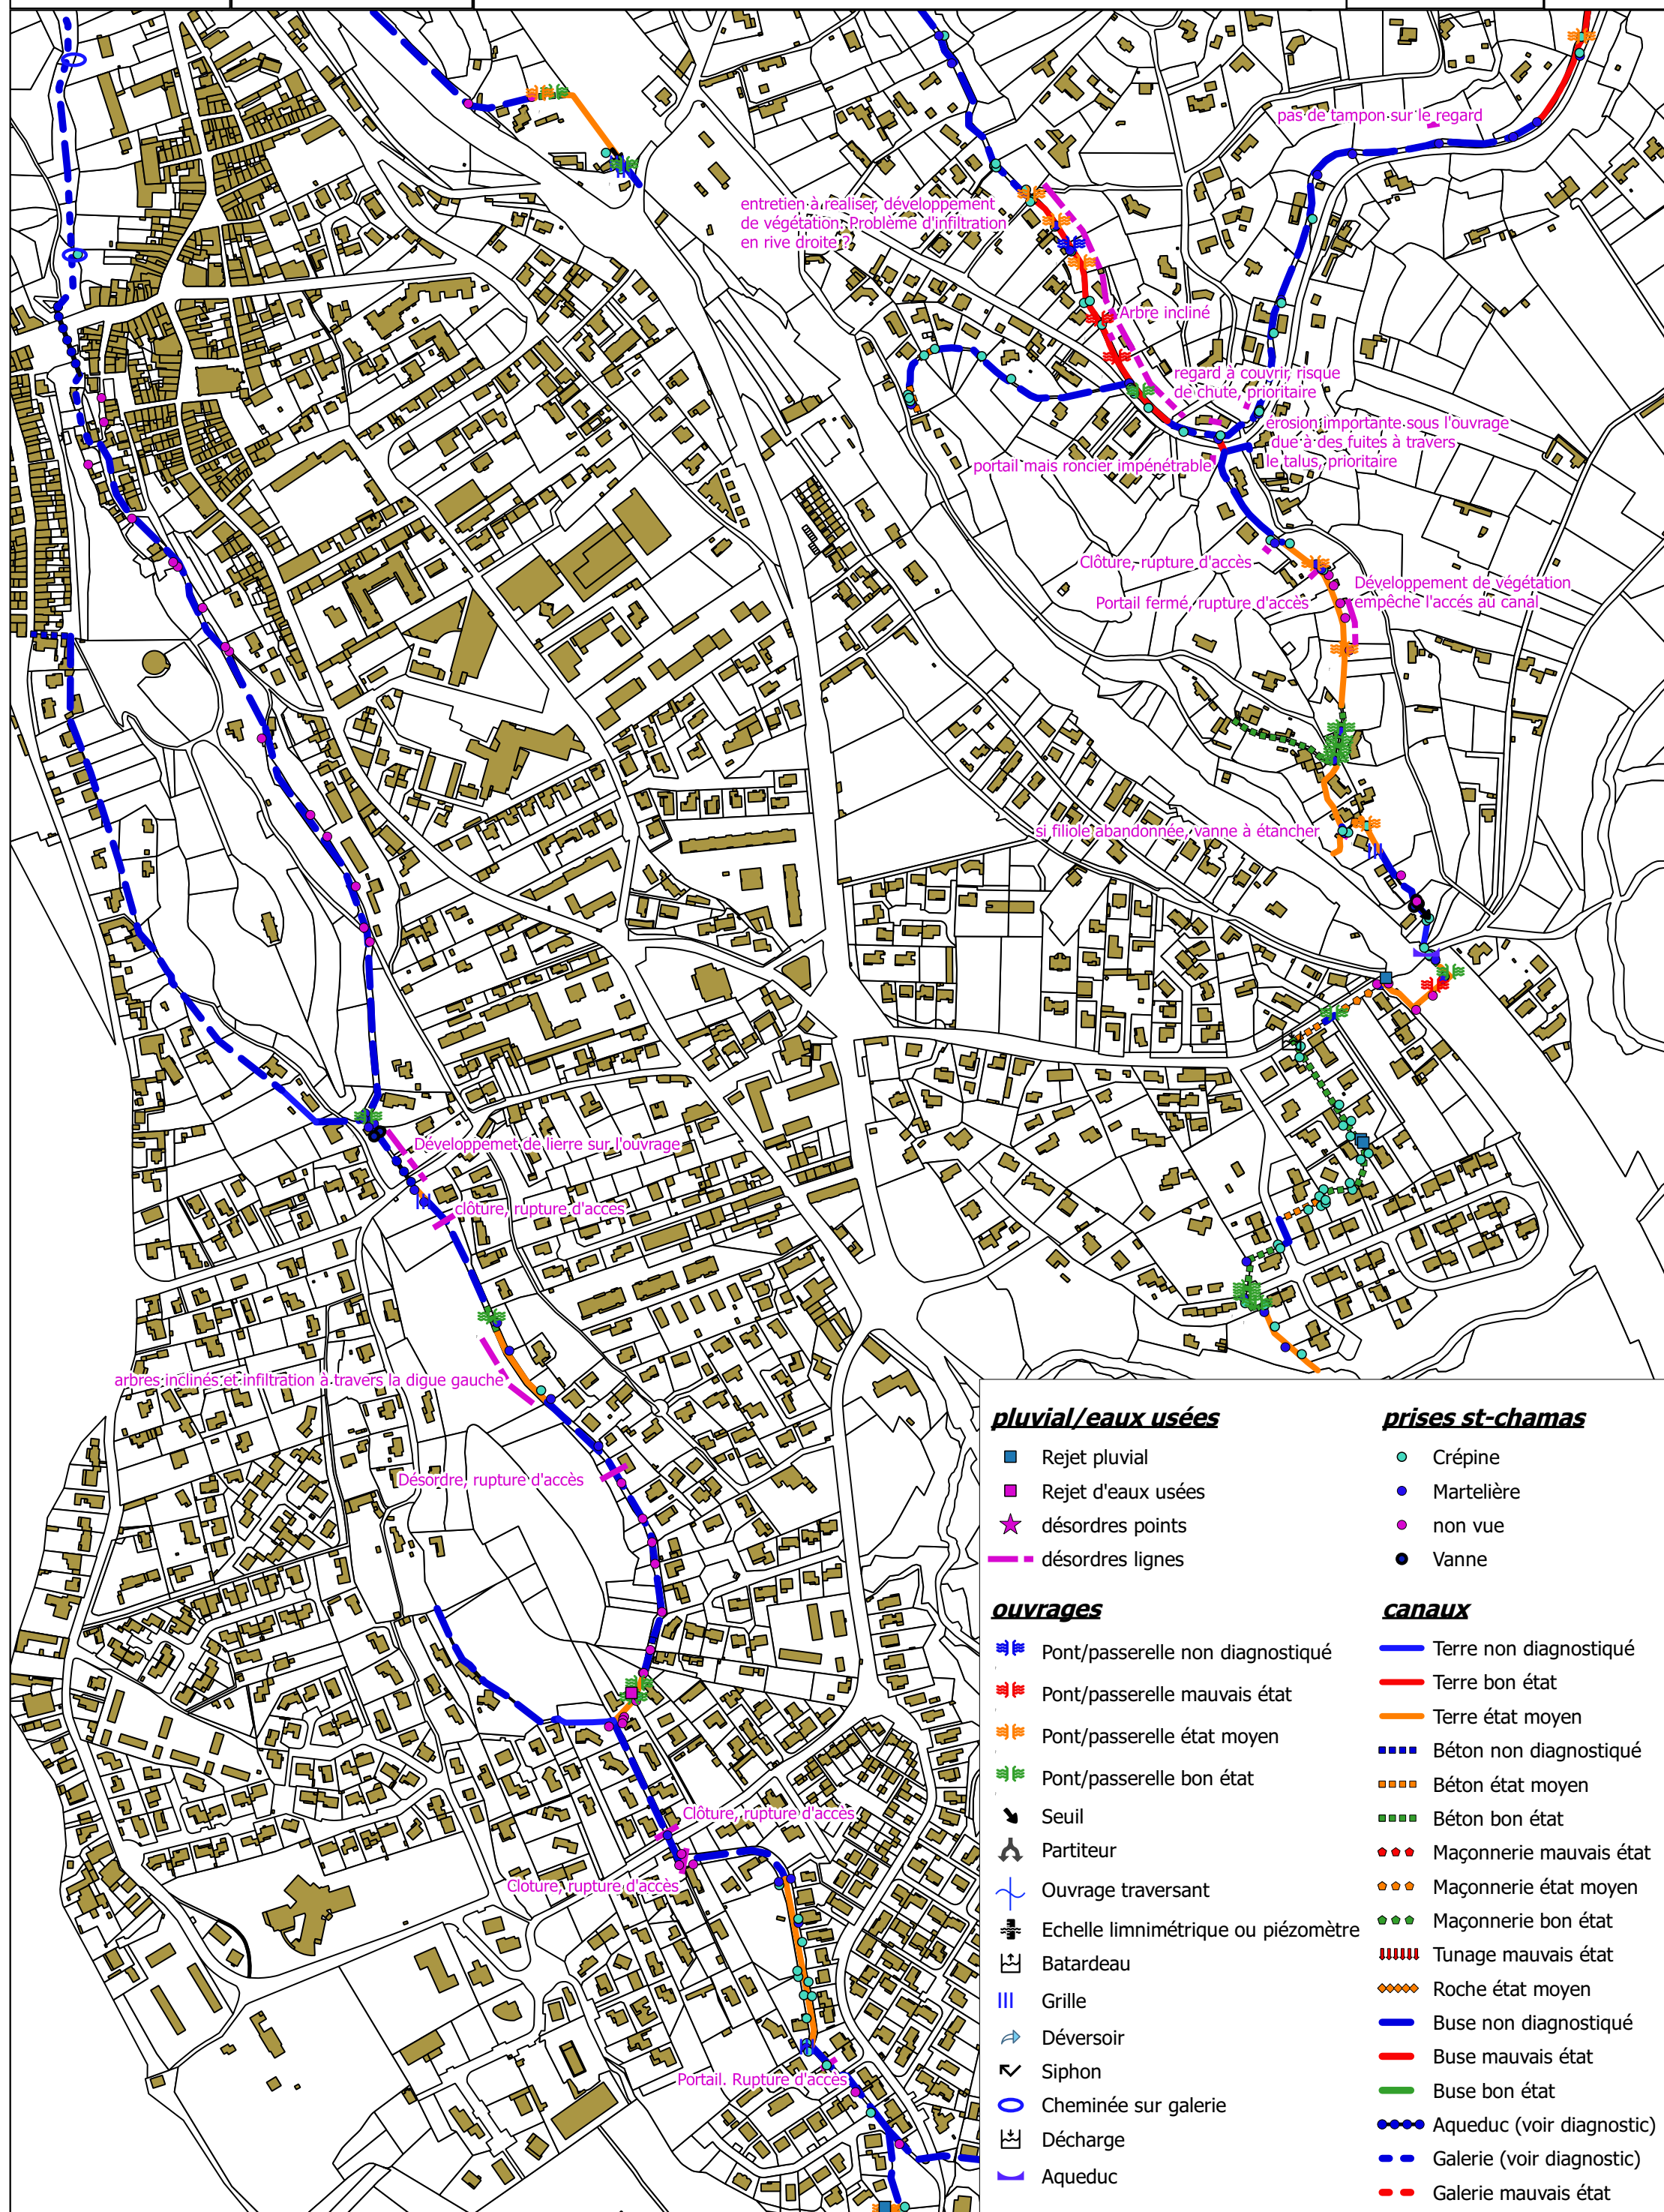 pas de tampon sur le regard
entretien à realiser, développement
de végétation. Problème d'infiltration
en rive droite ?
Arbre incliné
regard à couvrir, risque
de chute, prioritaire
érosion importante sous l'ouvrage
due à des fuites à travers
le talus, prioritaire
portail mais roncier impénétrable
Clôture, rupture d'accès
Développement de végétation
empêche l'accés au canal
Portail fermé, rupture d'accès
si filiole abandonnée, vanne à étancher
Développemet de lierre sur l'ouvrage
clôture, rupture d'acces
arbres inclinés et infiltration à travers la digue gauche
Désordre, rupture d'accès
Clôture, rupture d'accès
Cloture, rupture d'accès
Portail. Rupture d'accès
pluvial/eaux usées
Rejet pluvial
Rejet d'eaux usées
désordres points
désordres lignes
ouvrages
Pont/passerelle non diagnostiqué
Pont/passerelle mauvais état
Pont/passerelle état moyen
Pont/passerelle bon état
Seuil
Partiteur
Ouvrage traversant
Echelle limnimétrique ou piézomètre
Batardeau
Grille
Déversoir
Siphon
Cheminée sur galerie
Décharge
Aqueduc
prises st-chamas
Crépine
Martelière
non vue
Vanne
canaux
Terre non diagnostiqué
Terre bon état
Terre état moyen
Béton non diagnostiqué
Béton état moyen
Béton bon état
Maçonnerie mauvais état
Maçonnerie état moyen
Maçonnerie bon état
Tunage mauvais état
Roche état moyen
Buse non diagnostiqué
Buse mauvais état
Buse bon état
Aqueduc (voir diagnostic)
Galerie (voir diagnostic)
Galerie mauvais état